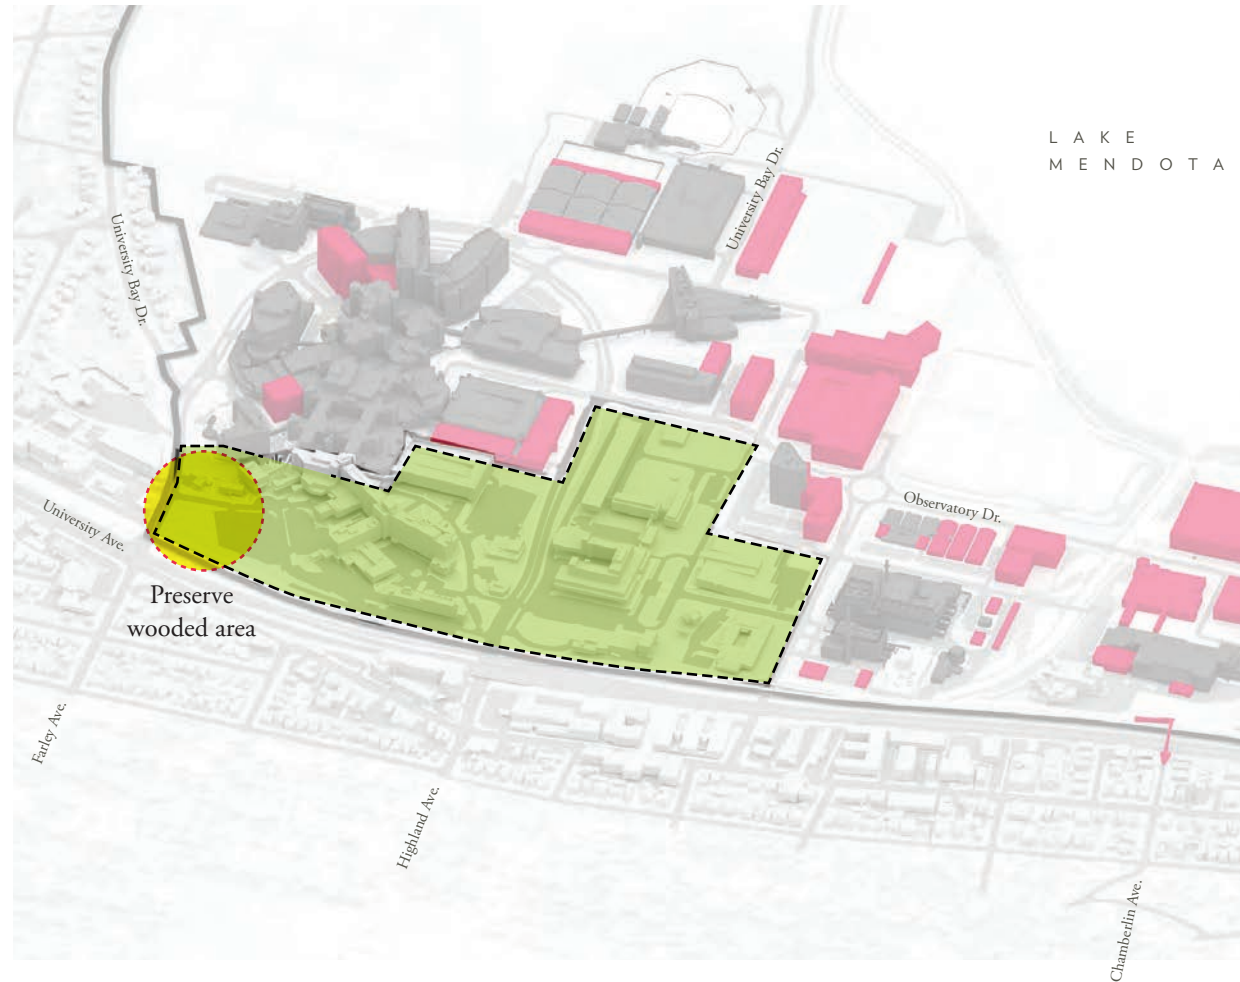 LAKE
MENDOTA
University Bay Dr.
University Bay Dr.
University Ave.
Observatory Dr.
Preserve
wooded area
Farley Ave.
Highland Ave.
Chamberlin Ave.